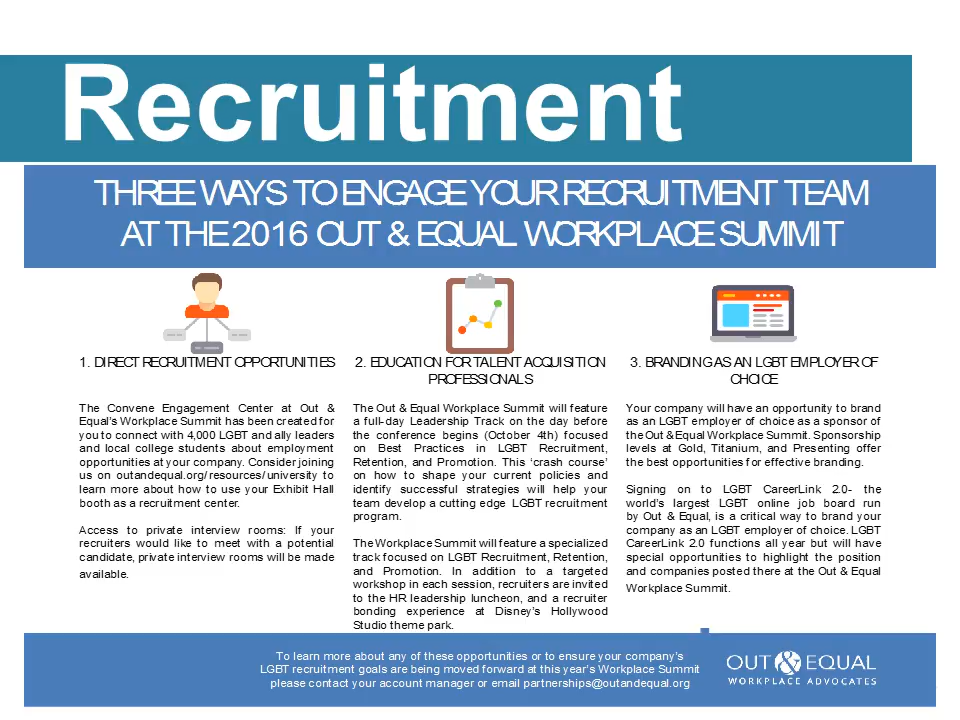 Recruitment
THREE WAYS TO ENGAGE YOUR RECRUITMENT TEAM
AT THE 2016 OUT & EQUAL WORKPLACE SUMMIT
1. DIRECT RECRUITMENT OPPORTUNITIES
The Convene Engagement Center at Out &
Equal's Workplace Summit has been created for
you to connect with 4,000 LGBT and ally leaders
and local college students about employment
opportunities at your company. Consider joining
us on outandequal.org/resources/university to
learn more about how to use your Exhibit Hall
booth as a recruitment center.
Access to private interview rooms: If your
recruiters would like to meet with a potential
candidate, private interview rooms will be made
available.
2. EDUCATION FOR TALENT ACQUISITION
PROFESSIONALS
The Out & Equal Workplace Summit will feature
a full-day Leadership Track on the day before
the conference begins (October 4th) focused
on Best Practices in LGBT Recruitment,
Retention, and Promotion. This 'crash course'
on how to shape your current policies and
identify successful strategies will help your
team develop a cutting edge LGBT recruitment
program.
The Workplace Summit will feature a specialized
track focused on LGBT Recruitment, Retention,
and Promotion. In addition to a targeted
workshop in each session, recruiters are invited
to the HR leadership luncheon, and a recruiter
bonding experience at Disney's Hollywood
Studio theme park.
3. BRANDING AS AN LGBT EMPLOYER OF
CHOICE
Your company will have an opportunity to brand
as an LGBT employer of choice as a sponsor of
the Out & Equal Workplace Summit. Sponsorship
levels at Gold, Titanium, and Presenting offer
the best opportunities for effective branding.
Signing on to LGBT CareerLink 2.0- the
world's largest LGBT online job board run
by Out & Equal, is a critical way to brand your
company as an LGBT employer of choice. LGBT
CareerLink 2.0 functions all year but will have
special opportunities to highlight the position
and companies posted there at the Out & Equal
Workplace Summit.
To learn more about any of these opportunities or to ensure your company's
LGBT recruitment goals are being moved forward at this year's Workplace Summit
please contact your account manager or email partnerships@outandequal.org
OUT & EQUAL
WORKPLACE ADVOCATES